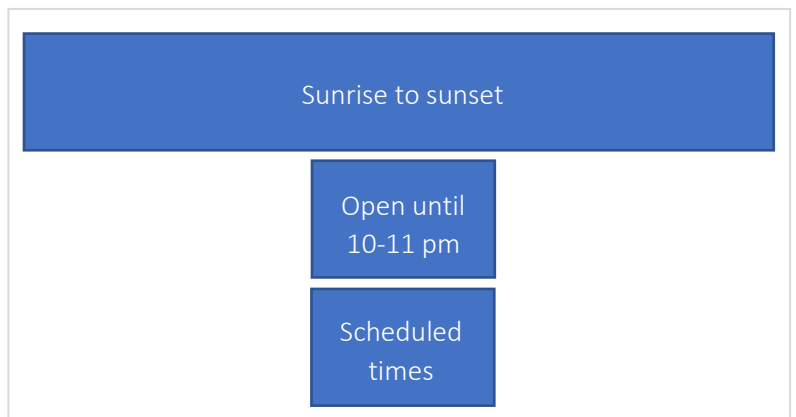 Sunrise to sunset
Open until
10-11 pm
Scheduled
times